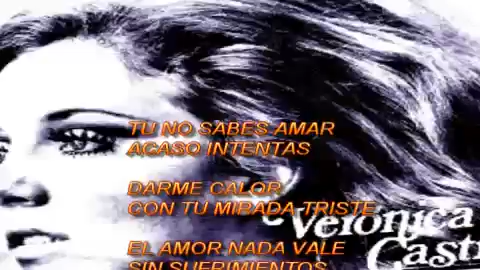 TU NO SABES AMAR
ACASO INTENTAS
DARME CALOR
CON TU MIRADA TRISTE
EL AMOR NADA VALE
SIN SUFRIMIENTOS
Verónica
Castr